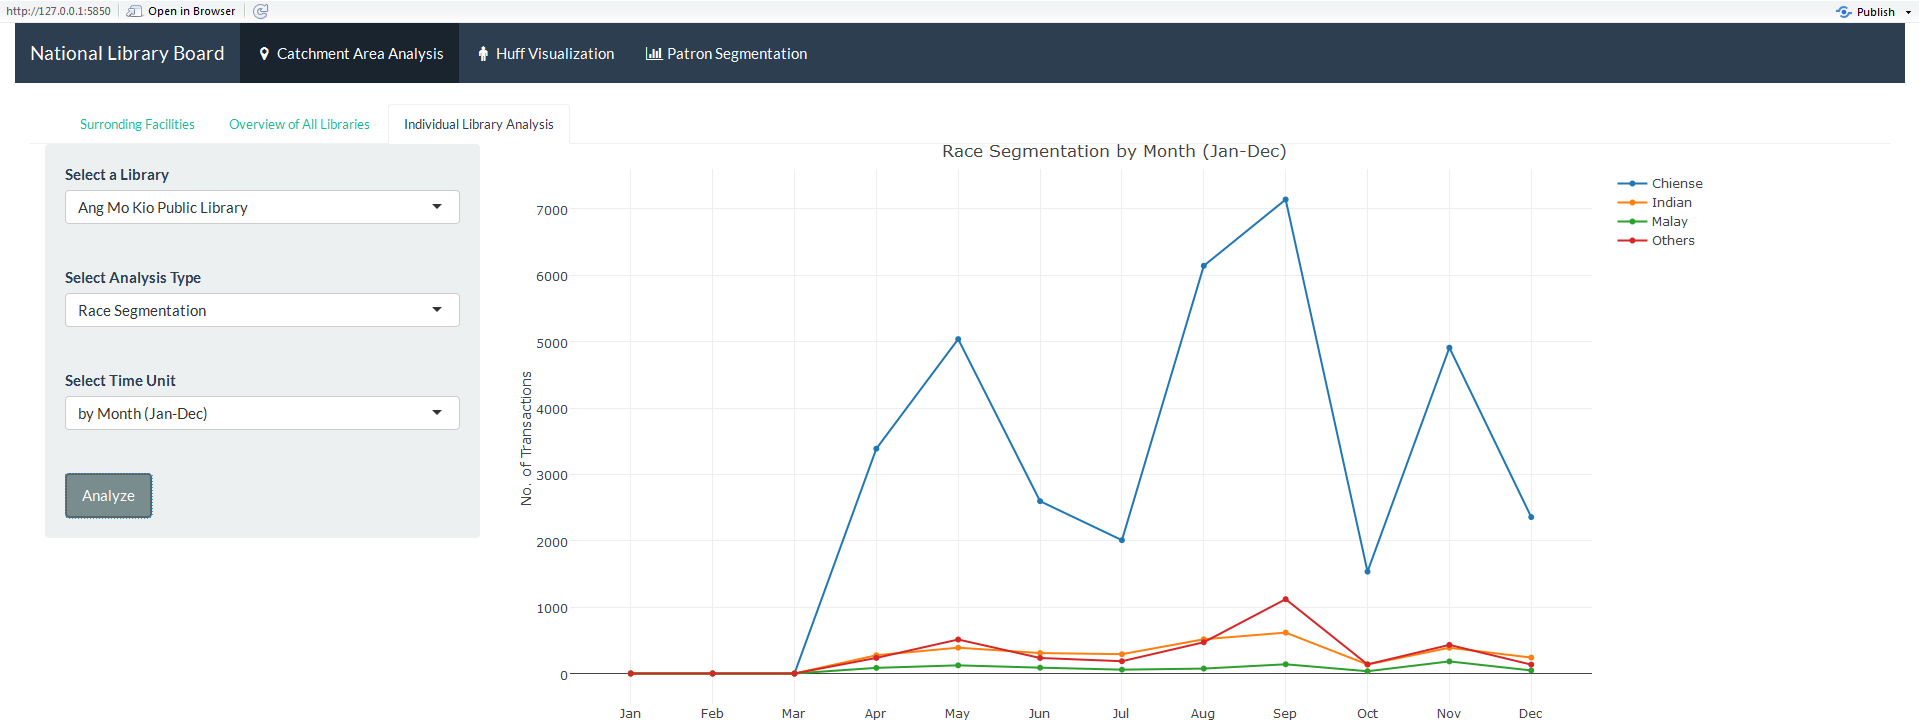 http://127.0.0.1:5850 Open in Browser Publish
National Library Board Catchment Area Analysis Huff Visualization Patron Segmentation
Surronding Facilities Overview of All Libraries Individual Library Analysis
Select a Library
Ang Mo Kio Public Library
Select Analysis Type
Race Segmentation
Select Time Unit
by Month (Jan-Dec)
Analyze
Race Segmentation by Month (Jan-Dec)
No. of Transactions
7000
6000
5000
4000
3000
2000
1000
0
Jan Feb Mar Apr May Jun Jul Aug Sep Oct Nov Dec
Chiense
Indian
Malay
Others